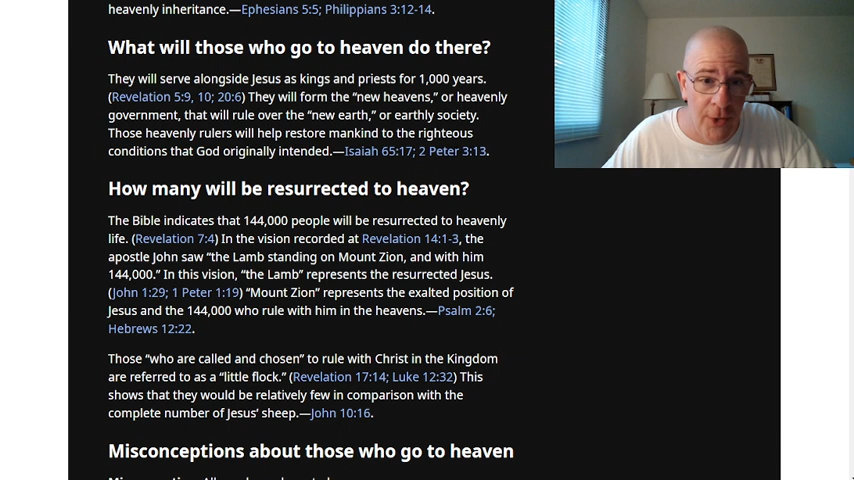 heavenly inheritance.—Ephesians 5:5; Philippians 3:12-14.
What will those who go to heaven do there?
They will serve alongside Jesus as kings and priests for 1,000 years.
(Revelation 5:9, 10; 20:6) They will form the “new heavens,” or heavenly
government, that will rule over the “new earth,” or earthly society.
Those heavenly rulers will help restore mankind to the righteous
conditions that God originally intended.—Isaiah 65:17; 2 Peter 3:13.
How many will be resurrected to heaven?
The Bible indicates that 144,000 people will be resurrected to heavenly
life. (Revelation 7:4) In the vision recorded at Revelation 14:1-3, the
apostle John saw “the Lamb standing on Mount Zion, and with him
144,000.” In this vision, “the Lamb” represents the resurrected Jesus.
(John 1:29; 1 Peter 1:19) “Mount Zion” represents the exalted position of
Jesus and the 144,000 who rule with him in the heavens.—Psalm 2:6;
Hebrews 12:22.
Those “who are called and chosen” to rule with Christ in the Kingdom
are referred to as a “little flock.” (Revelation 17:14; Luke 12:32) This
shows that they would be relatively few in comparison with the
complete number of Jesus’ sheep.—John 10:16.
Misconceptions about those who go to heaven